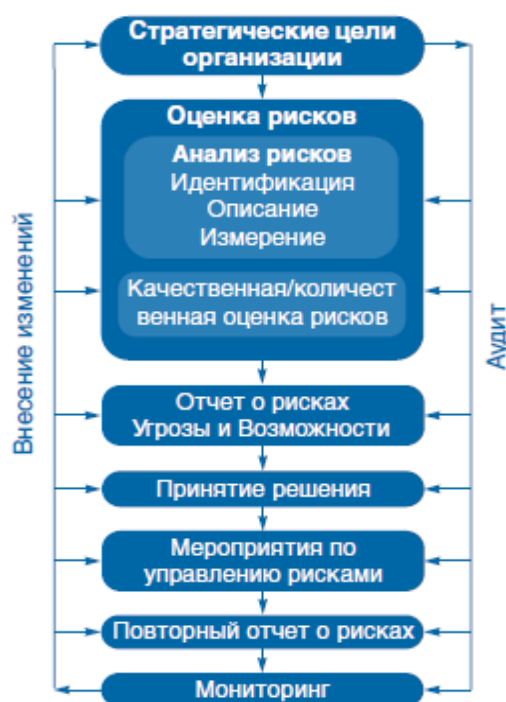 Стратегические цели
организации
Оценка рисков
Анализ рисков
Идентификация
Описание
Измерение
Качественная/количест
венная оценка рисков
Отчет о рисках
Угрозы и Возможности
Принятие решения
Мероприятия по
управлению рисками
Повторный отчет о рисках
Мониторинг
Внесение изменений
Аудит